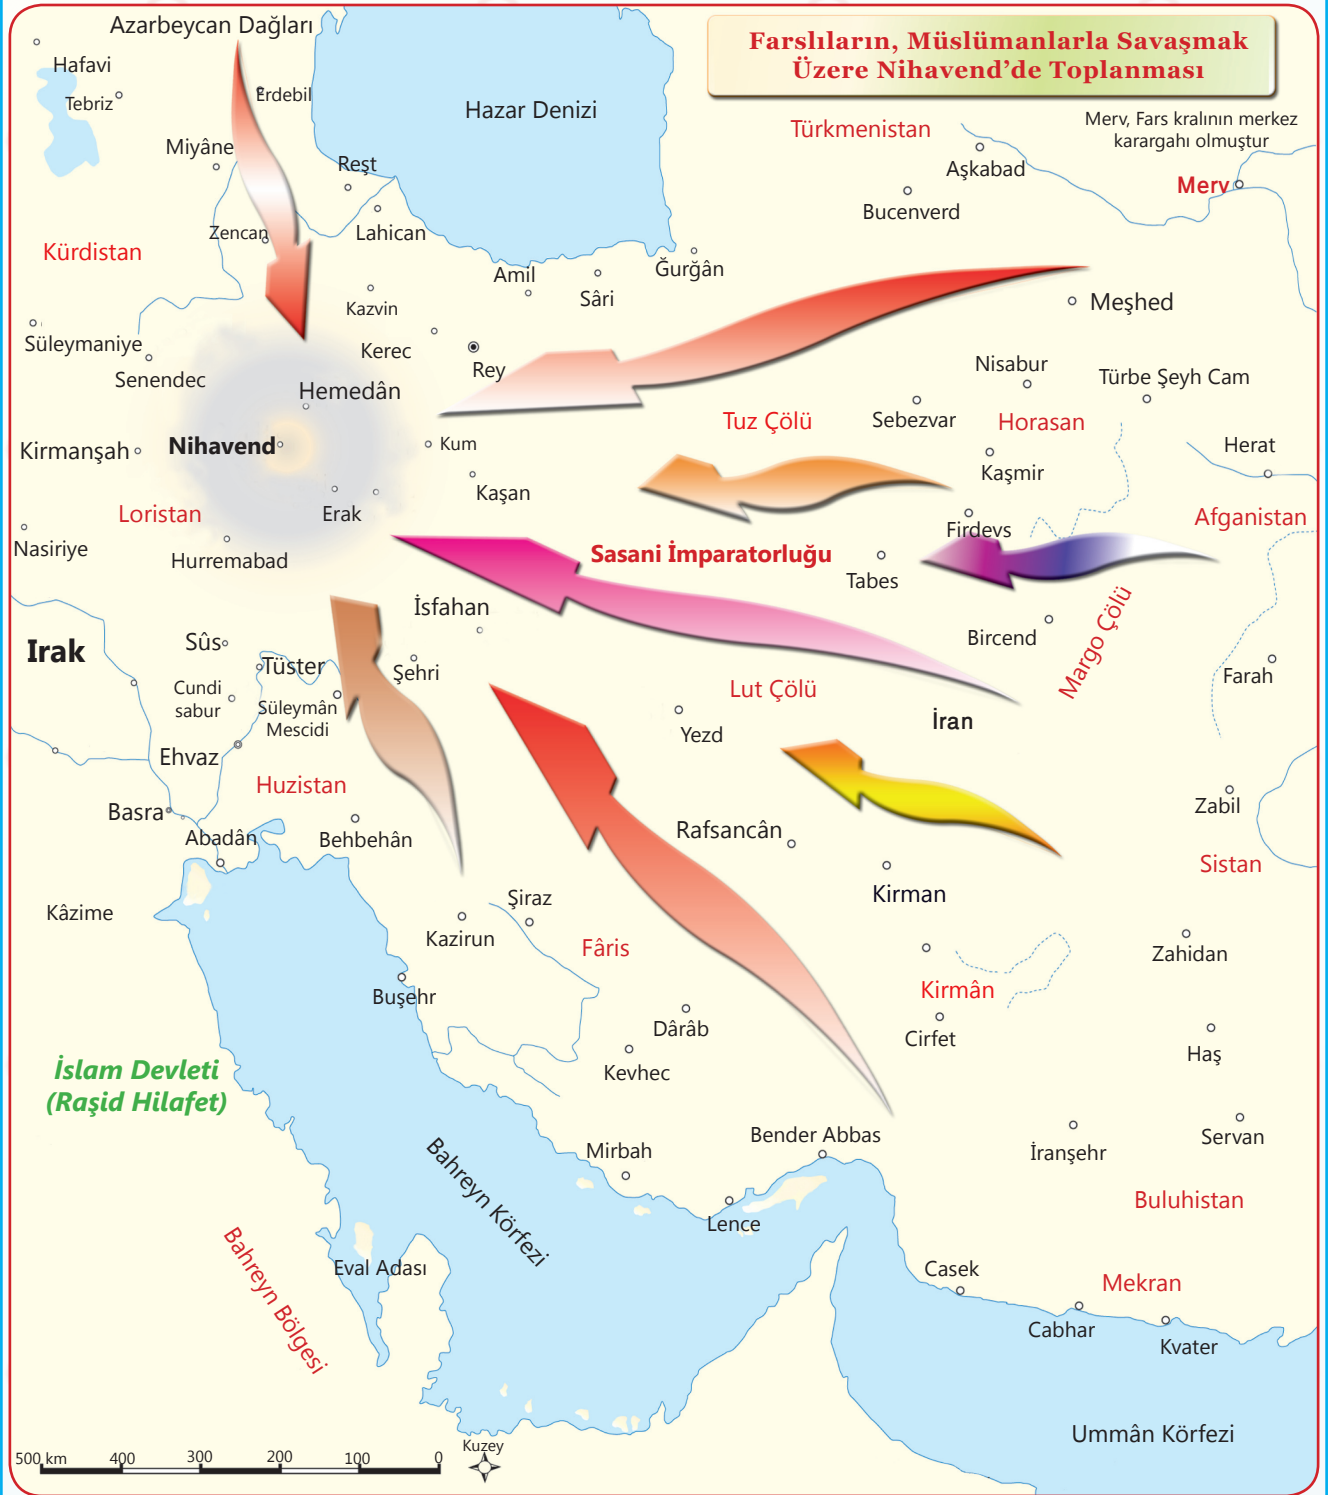 Farslıların, Müslümanlarla Savaşmak
Üzere Nihavend’de Toplanması
Azarbeycan Dağları
Hafavi
Tebriz
Erdebil
Hazar Denizi
Türkmenistan
Merv, Fars kralının merkez
karargahı olmuştur
Aşkabad
Merv
Miyâne
Reşt
Bucenverd
Zencan
Lahican
Kürdistan
Amil
Sâri
Ğurğân
Kazvin
Meşhed
Süleymaniye
Kerec
Rey
Senendec
Hemedân
Nisabur
Türbe Şeyh Cam
Tuz Çölü
Sebezvar
Horasan
Kirmanşah
Nihavend
Kum
Herat
Kaşmir
Kaşan
Loristan
Erak
Firdevs
Afganistan
Nasiriye
Hurremabad
Sasani İmparatorluğu
Tabes
İsfahan
Bircend
Margo Çölü
Irak
Sûs
Tüster
Şehri
Farah
Cundi
sabur
Süleymân
Mescidi
Lut Çölü
İran
Yezd
Ehvaz
Huzistan
Zabil
Basra
Abadân
Behbehân
Rafsancân
Sistan
Kirman
Kâzime
Şiraz
Kazirun
Fâris
Zahidan
Buşehr
Kirmân
Dârâb
Cirfet
Haş
Kevhec
İslam Devleti
(Raşid Hilafet)
Bender Abbas
Servan
Mirbah
İranşehr
Bahreyn Körfezi
Buluhistan
Lence
Bahreyn Bölgesi
Eval Adası
Casek
Mekran
Cabhar
Kvater
Ummân Körfezi
Kuzey
500 km 400 300 200 100 0